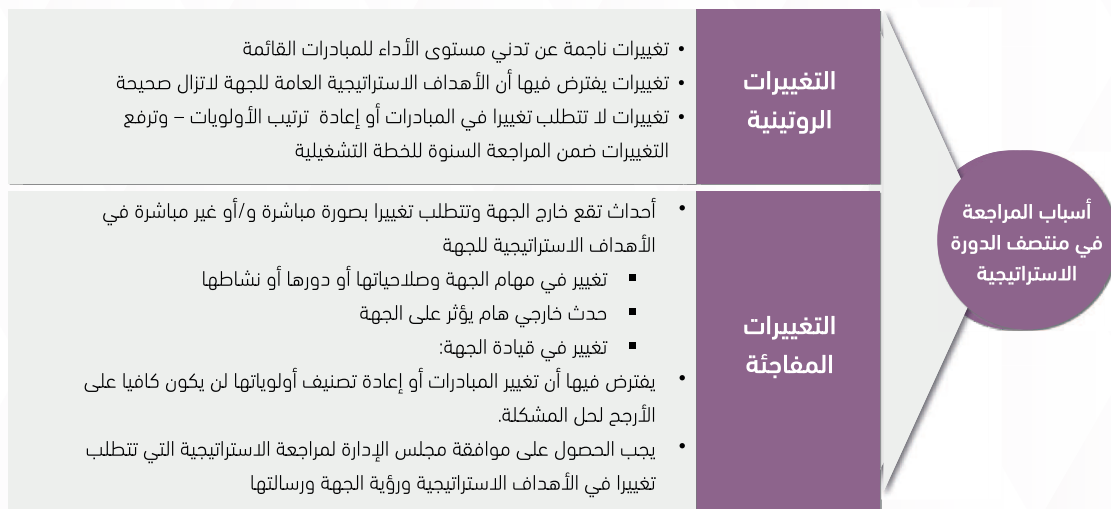 أسباب المراجعة
في منتصف الدورة
الاستراتيجية
التغييرات
الروتينية
• تغييرات ناجمة عن تدني مستوى الأداء للمبادرات القائمة
• تغييرات يفترض فيها أن الأهداف الاستراتيجية العامة للجهة لاتزال صحيحة
• تغييرات لا تتطلب تغييرا في المبادرات أو إعادة ترتيب الأولويات – وترفع
التغييرات ضمن المراجعة السنوة للخطة التشغيلية
التغييرات
المفاجئة
• أحداث تقع خارج الجهة وتتطلب تغييرا بصورة مباشرة و/أو غير مباشرة في
الأهداف الاستراتيجية للجهة
▪ تغيير في مهام الجهة وصلاحياتها أو دورها أو نشاطها
▪ حدث خارجي هام يؤثر على الجهة
▪ تغيير في قيادة الجهة:
• يفترض فيها أن تغيير المبادرات أو إعادة تصنيف أولوياتها لن يكون كافيا على
الأرجح لحل المشكلة.
• يجب الحصول على موافقة مجلس الإدارة لمراجعة الاستراتيجية التي تتطلب
تغييرا في الأهداف الاستراتيجية ورؤية الجهة ورسالتها